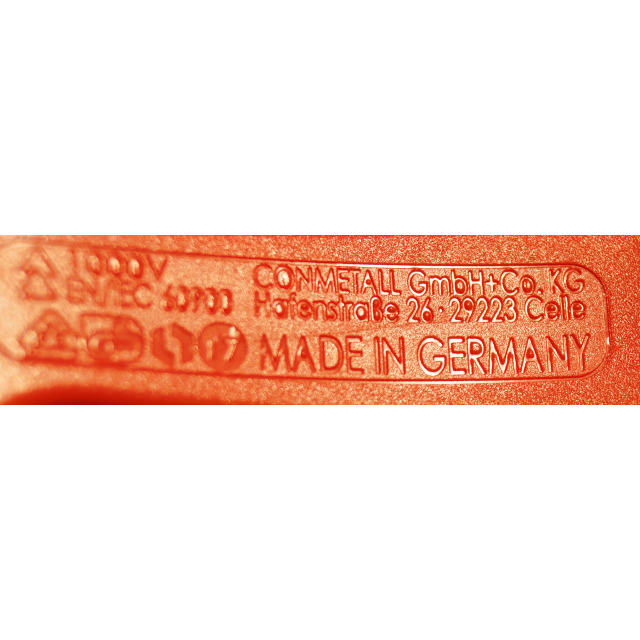 1000V
EN/IEC 60900
CONMETALL GmbH+Co. KG
Hafenstraße 26 · 29223 Celle
MADE IN GERMANY